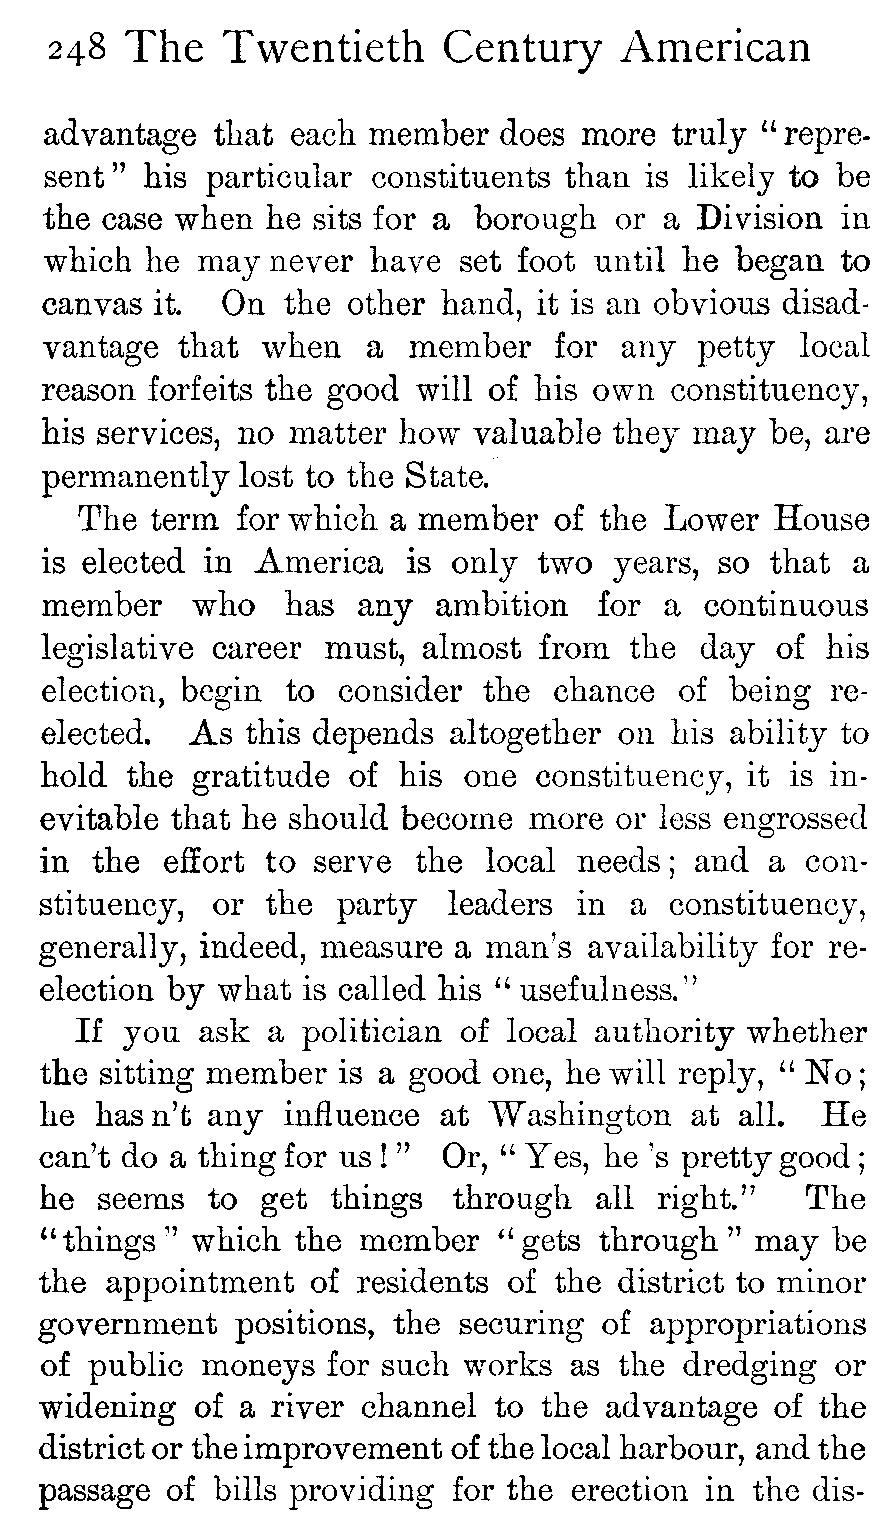 248 The Twentieth Century American
advantage that each member does more truly “repre-
sent” his particular constituents than is likely to be
the case when he sits for a borough or a Division in
which he may never have set foot until he began to
canvas it. On the other hand, it is an obvious disad-
vantage that when a member for any petty local
reason forfeits the good will of his own constituency,
his services, no matter how valuable they may be, are
permanently lost to the State.
The term for which a member of the Lower House
is elected in America is only two years, so that a
member who has any ambition for a continuous
legislative career must, almost from the day of his
election, begin to consider the chance of being re-
elected. As this depends altogether on his ability to
hold the gratitude of his one constituency, it is in-
evitable that he should become more or less engrossed
in the effort to serve the local needs; and a con-
stituency, or the party leaders in a constituency,
generally, indeed, measure a man’s availability for re-
election by what is called his “usefulness.”
If you ask a politician of local authority whether
the sitting member is a good one, he will reply, “No;
he hasn’t any influence at Washington at all. He
can’t do a thing for us!” Or, “Yes, he ’s pretty good;
he seems to get things through all right.” The
“things” which the member “gets through” may be
the appointment of residents of the district to minor
government positions, the securing of appropriations
of public moneys for such works as the dredging or
widening of a river channel to the advantage of the
district or the improvement of the local harbour, and the
passage of bills providing for the erection in the dis-